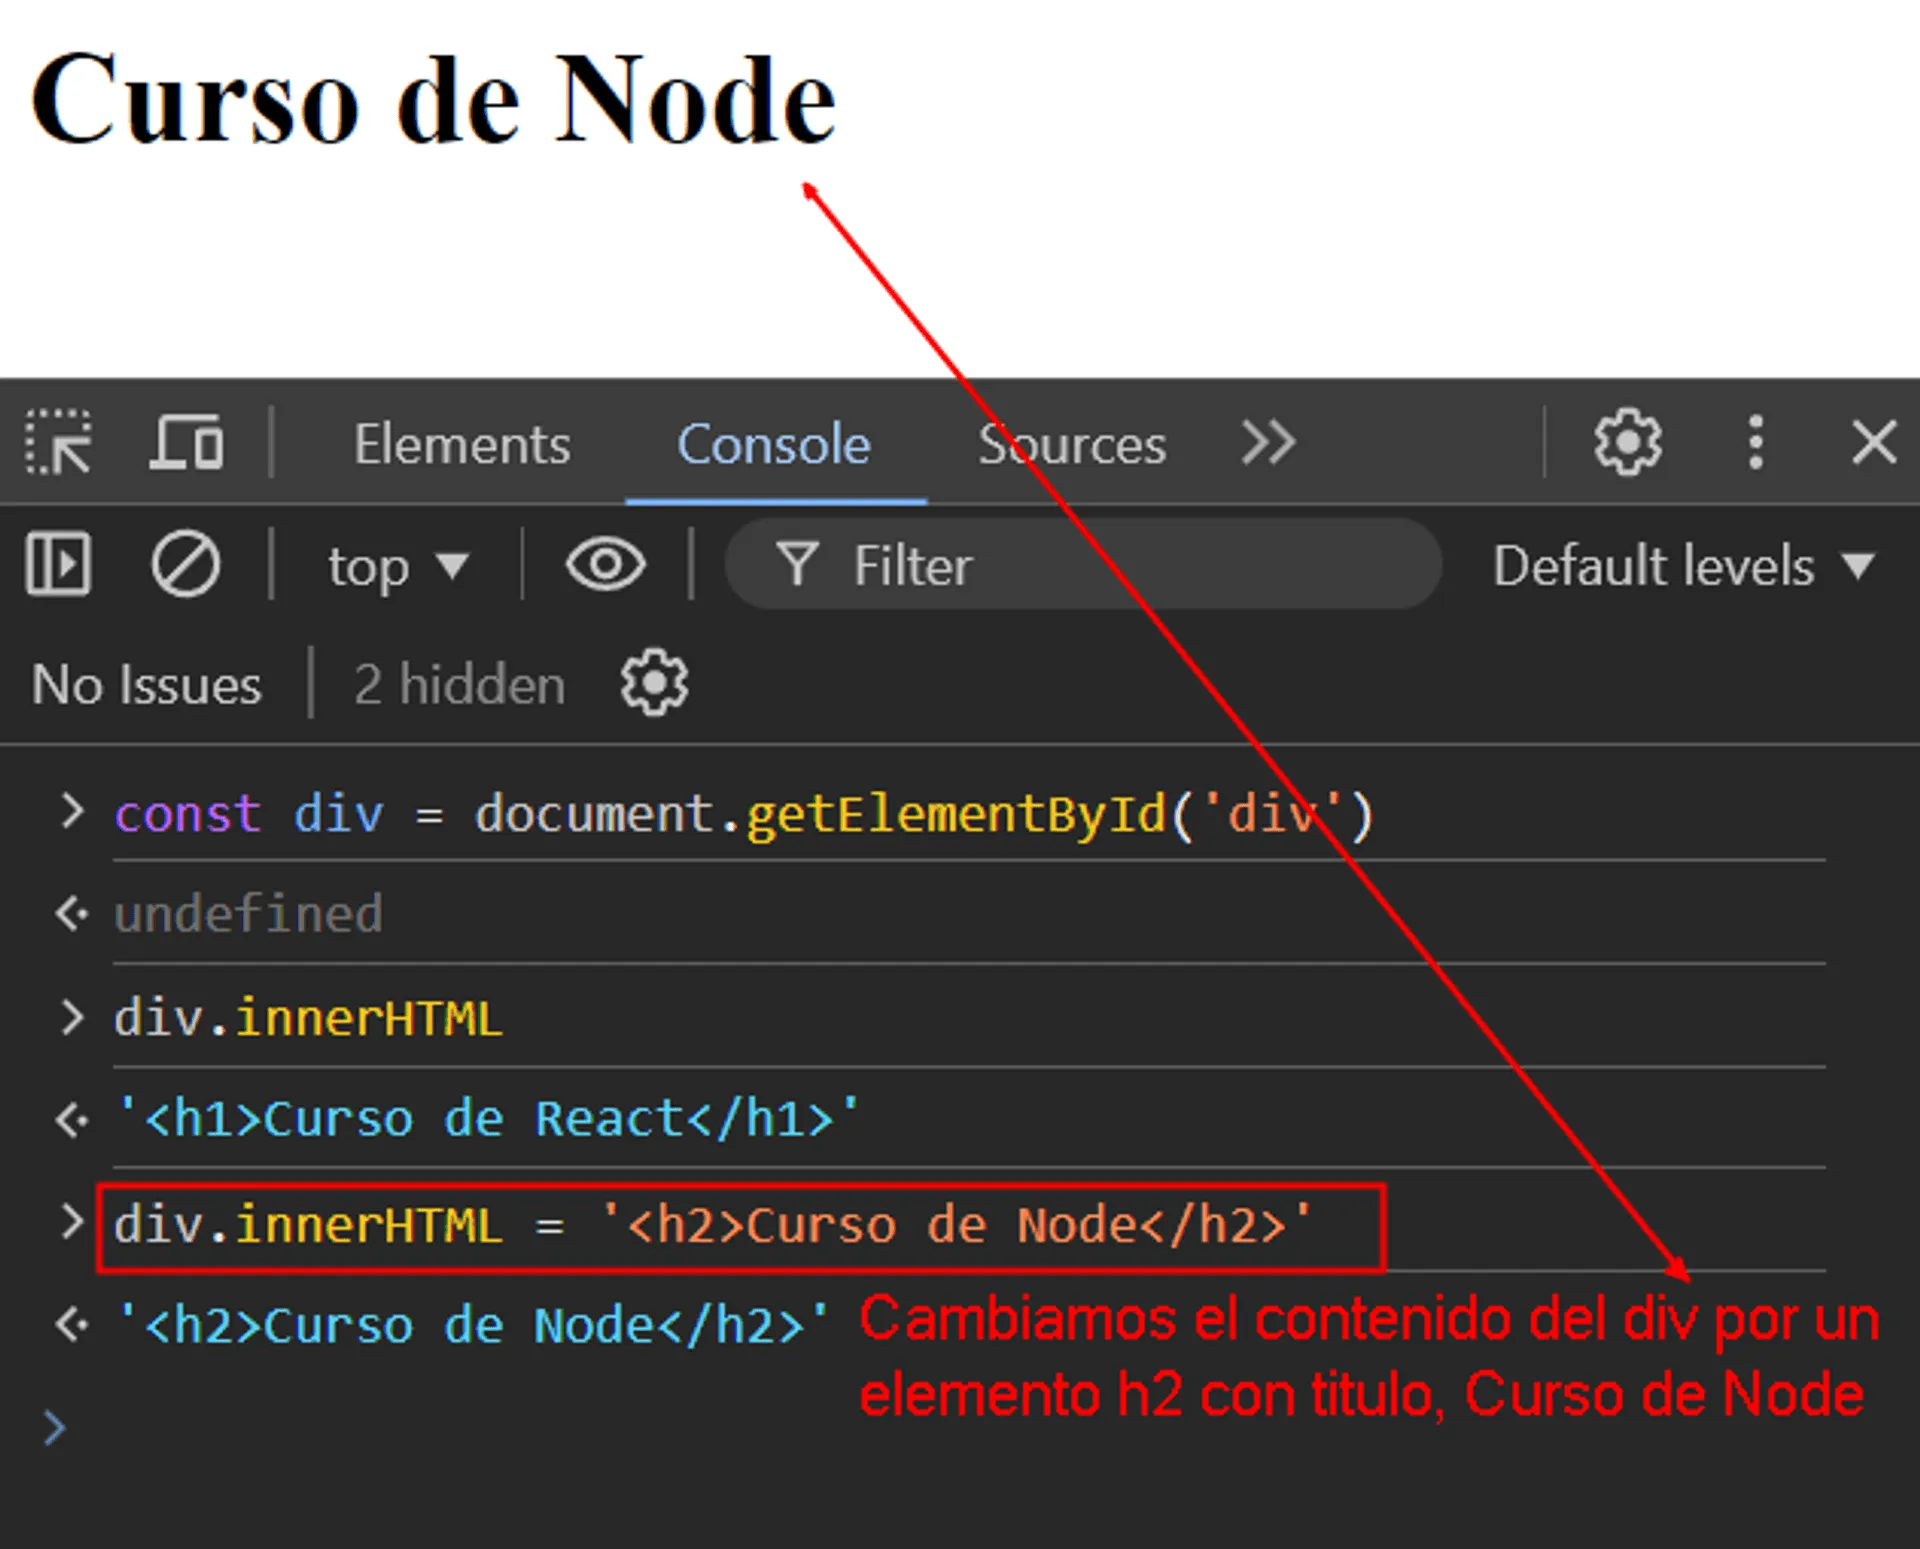 Curso de Node
Elements Console Sources
top Filter Default levels
No Issues 2 hidden
> const div = document.getElementById('div')
undefined
> div.innerHTML
'<h1>Curso de React</h1>'
> div.innerHTML = '<h2>Curso de Node</h2>'
'<h2>Curso de Node</h2>'
Cambiamos el contenido del div por un
elemento h2 con titulo, Curso de Node
>